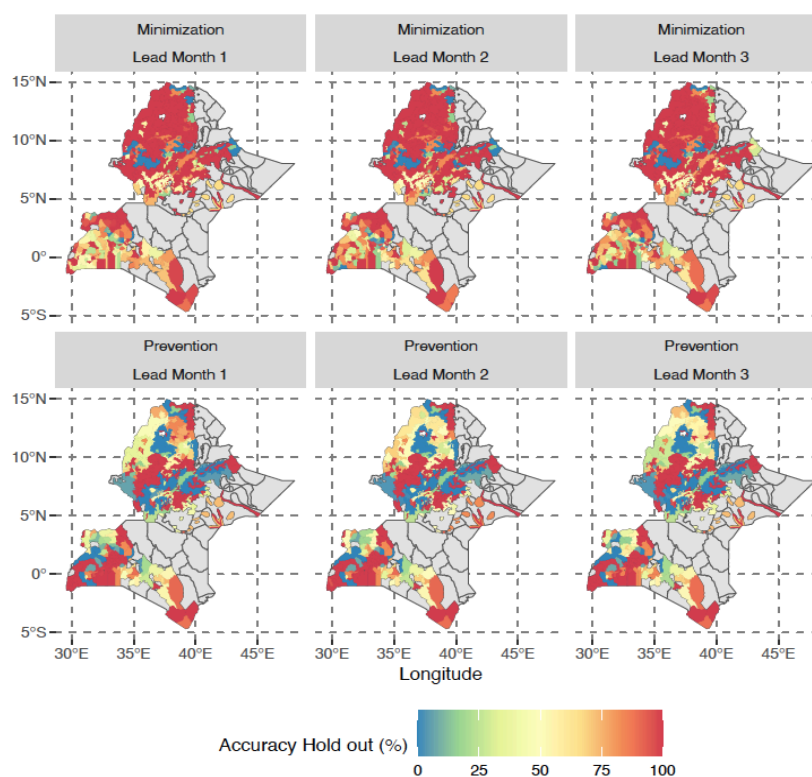 Minimization Minimization Minimization
Lead Month 1 Lead Month 2 Lead Month 3
15°N
10°N
5°N
0°
5°S
Prevention Prevention Prevention
Lead Month 1 Lead Month 2 Lead Month 3
15°N
10°N
5°N
0°
5°S
30°E 35°E 40°E 45°E 30°E 35°E 40°E 45°E 30°E 35°E 40°E 45°E
Longitude
Accuracy Hold out (%)
0 25 50 75 100